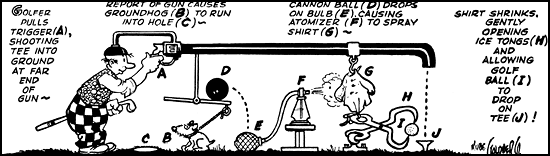 GOLFER
PULLS
TRIGGER(A),
SHOOTING
TEE INTO
GROUND
AT FAR
END
OF
GUN~
REPORT OF GUN CAUSES
GROUNDHOG (B) TO RUN
INTO HOLE (C)~
CANNON BALL (D) DROPS
ON BULB (E), CAUSING
ATOMIZER (F) TO SPRAY
SHIRT (G)~
SHIRT SHRINKS,
GENTLY
OPENING
ICE TONGS(H)
AND
ALLOWING
GOLF
BALL (I)
TO
DROP
ON
TEE (J)!
A
B
C
D
E
F
G
H
I
J
RUBE GOLDBERG